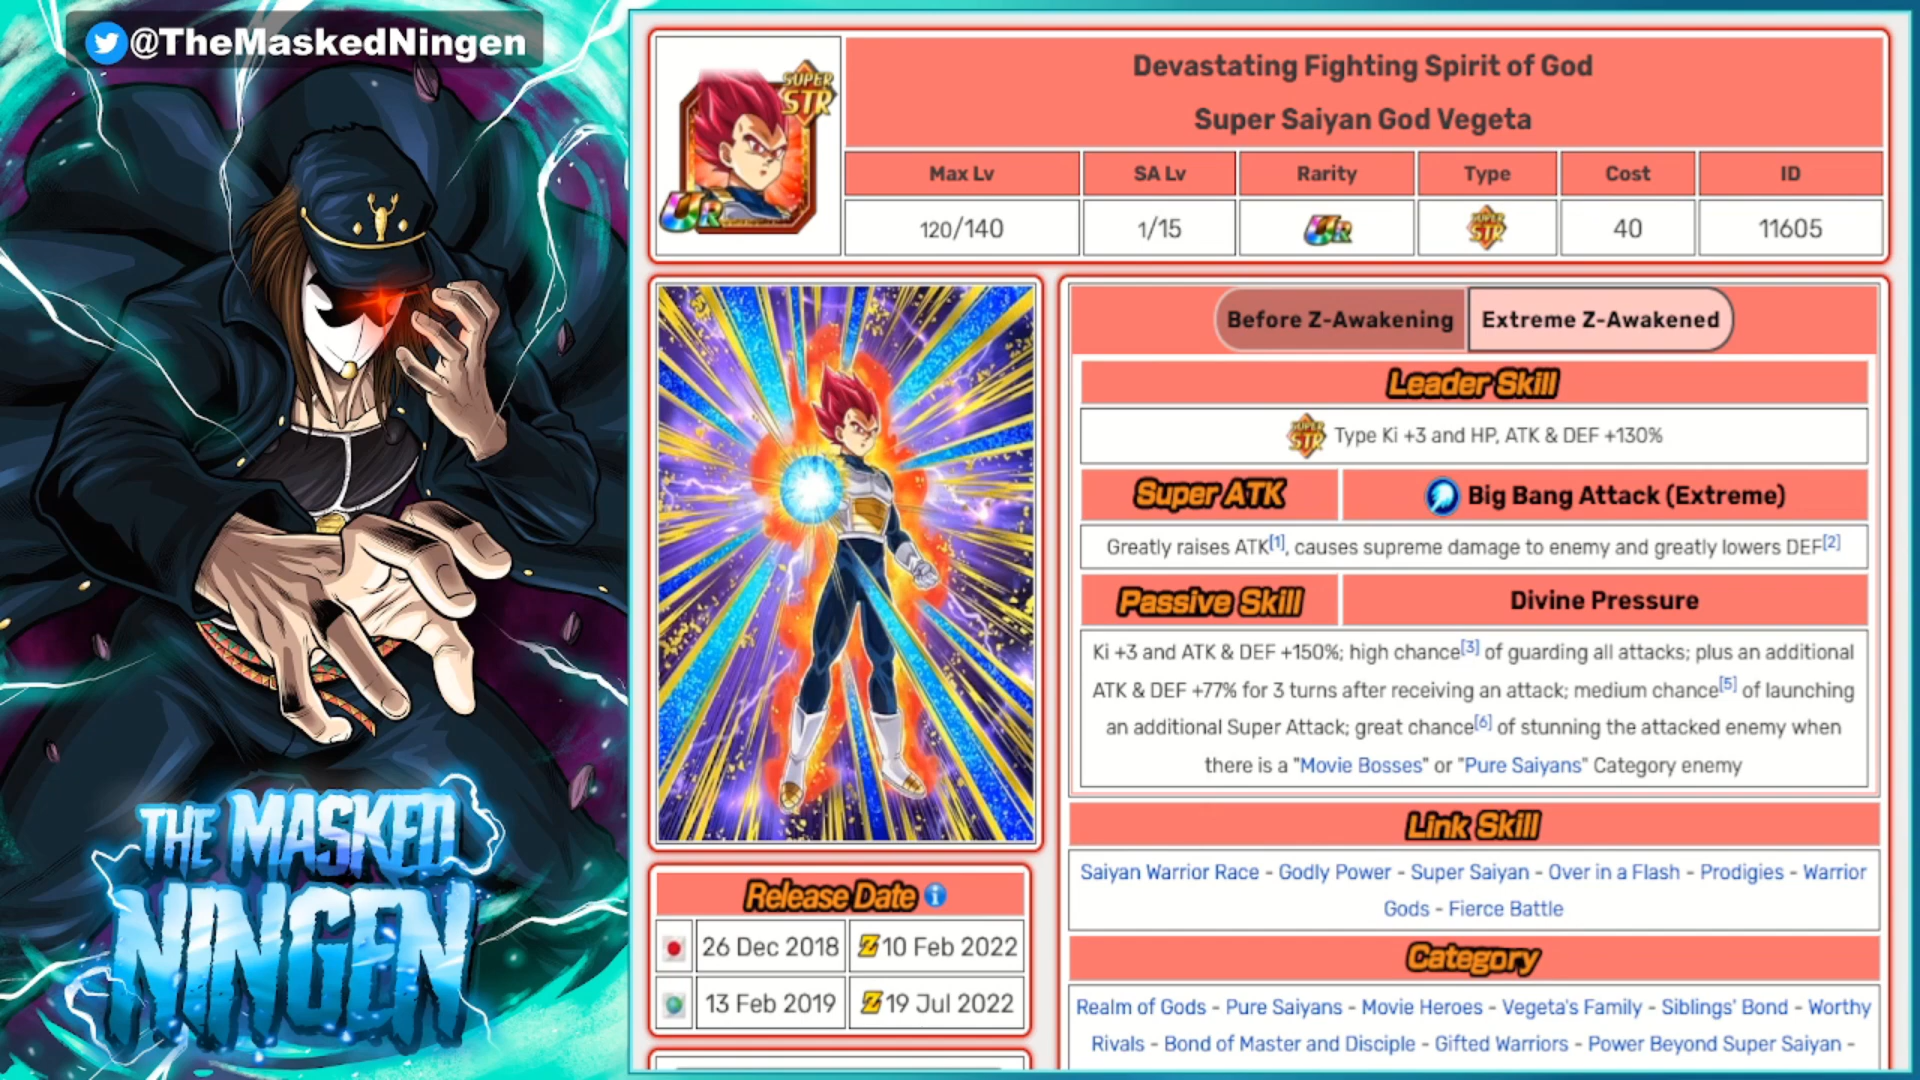 @TheMaskedNingen
THE MASKED
NINGEN
SUPER
STR
UR
Devastating Fighting Spirit of God
Super Saiyan God Vegeta
Max Lv
SA Lv
Rarity
Type
Cost
ID
120/140
1/15
UR
SUPER
STR
40
11605
Before Z-Awakening
Extreme Z-Awakened
Leader Skill
SUPER
STR
Type Ki +3 and HP, ATK & DEF +130%
Super ATK
Big Bang Attack (Extreme)
Greatly raises ATK[1], causes supreme damage to enemy and greatly lowers DEF[2]
Passive Skill
Divine Pressure
Ki +3 and ATK & DEF +150%; high chance[3] of guarding all attacks; plus an additional
ATK & DEF +77% for 3 turns after receiving an attack; medium chance[5] of launching
an additional Super Attack; great chance[6] of stunning the attacked enemy when
there is a "Movie Bosses" or "Pure Saiyans" Category enemy
Link Skill
Saiyan Warrior Race - Godly Power - Super Saiyan - Over in a Flash - Prodigies - Warrior
Gods - Fierce Battle
Category
Realm of Gods - Pure Saiyans - Movie Heroes - Vegeta's Family - Siblings' Bond - Worthy
Rivals - Bond of Master and Disciple - Gifted Warriors - Power Beyond Super Saiyan -
Release Date
26 Dec 2018
Z 10 Feb 2022
13 Feb 2019
Z 19 Jul 2022